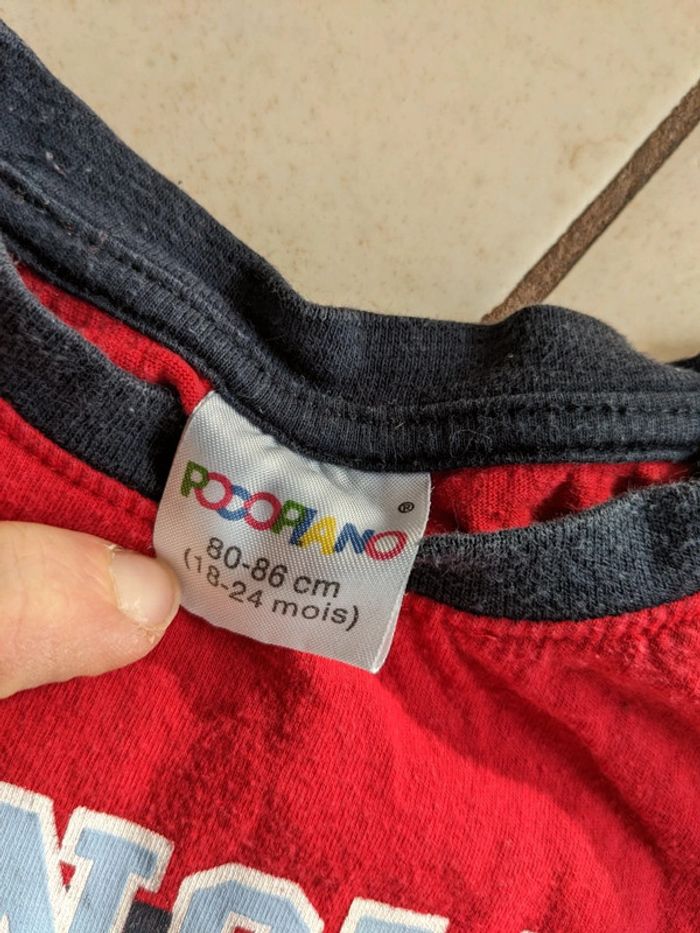 POCOPIANO ®
80-86 cm
(18-24 mois)